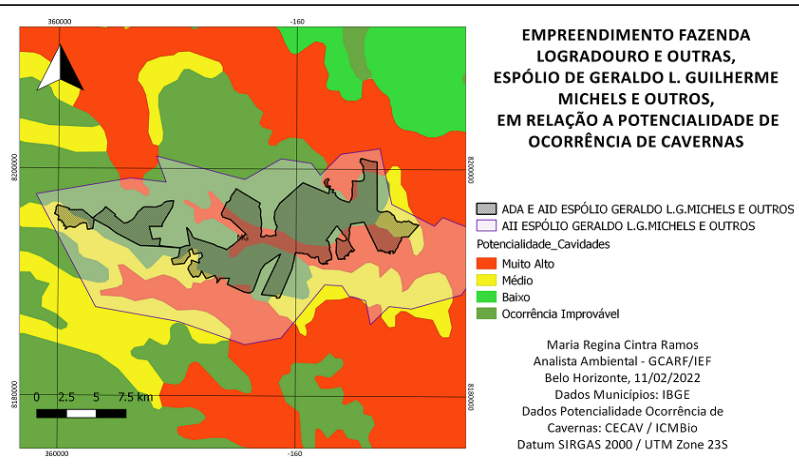 360000
-160
8200000
8200000
MG
0 2.5 5 7.5 km
8180000
8180000
360000
-160
EMPREENDIMENTO FAZENDA
LOGRADOURO E OUTRAS,
ESPÓLIO DE GERALDO L. GUILHERME
MICHELS E OUTROS,
EM RELAÇÃO A POTENCIALIDADE DE
OCORRÊNCIA DE CAVERNAS
ADA E AID ESPÓLIO GERALDO L.G.MICHELS E OUTROS
AII ESPÓLIO GERALDO L.G.MICHELS E OUTROS
Potencialidade_Cavidades
Muito Alto
Médio
Baixo
Ocorrência Improvável
Maria Regina Cintra Ramos
Analista Ambiental - GCARF/IEF
Belo Horizonte, 11/02/2022
Dados Municípios: IBGE
Dados Potencialidade Ocorrência de
Cavernas: CECAV / ICMBio
Datum SIRGAS 2000 / UTM Zone 23S